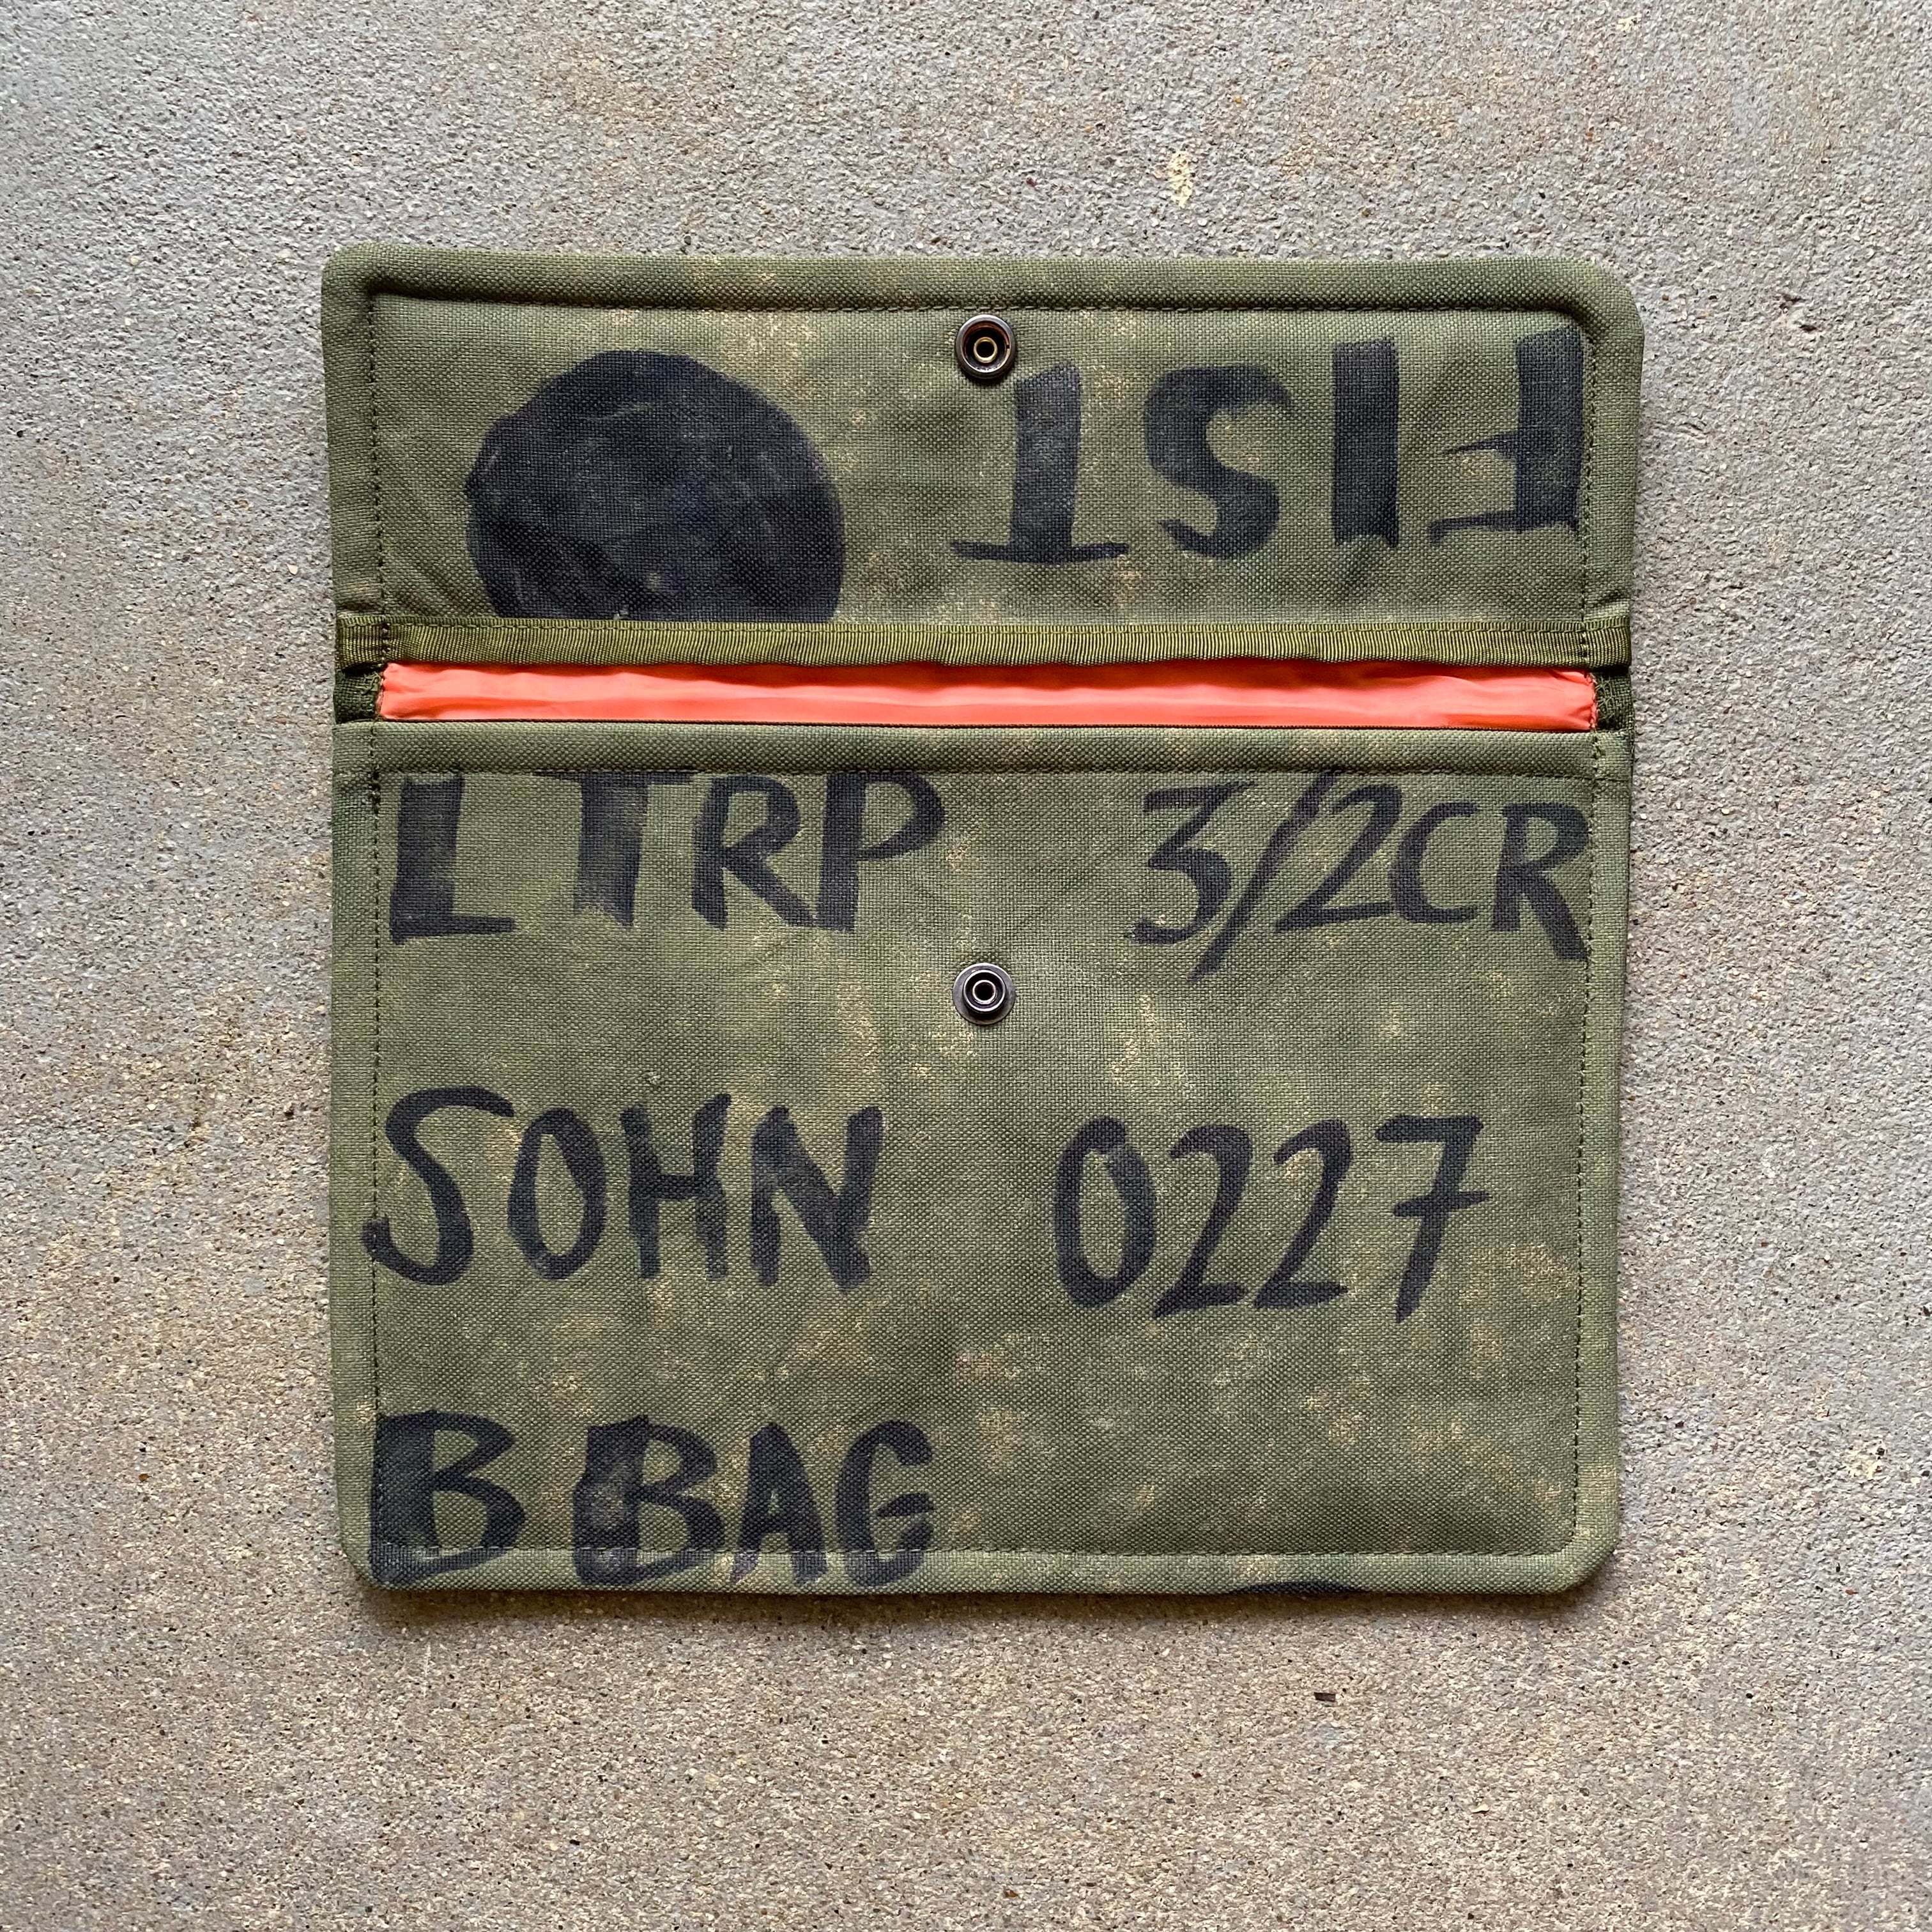 FIST
L TRP 3/2CR
SOHN 0227
B BAG